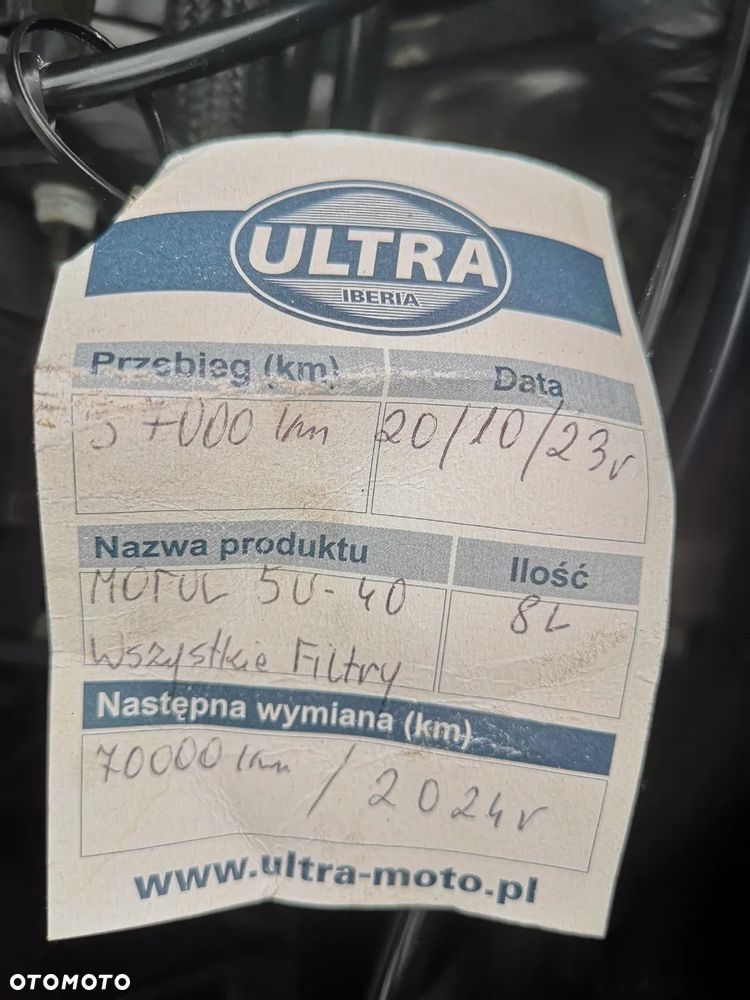 ULTRA
IBERIA
Przebieg (km) Data
57000 km 20/10/23r
Nazwa produktu Ilość
MOTUL 5W-40 8L
Wszystkie Filtry
Następna wymiana (km)
70000 km / 2024r
www.ultra-moto.pl
OTOMOTO